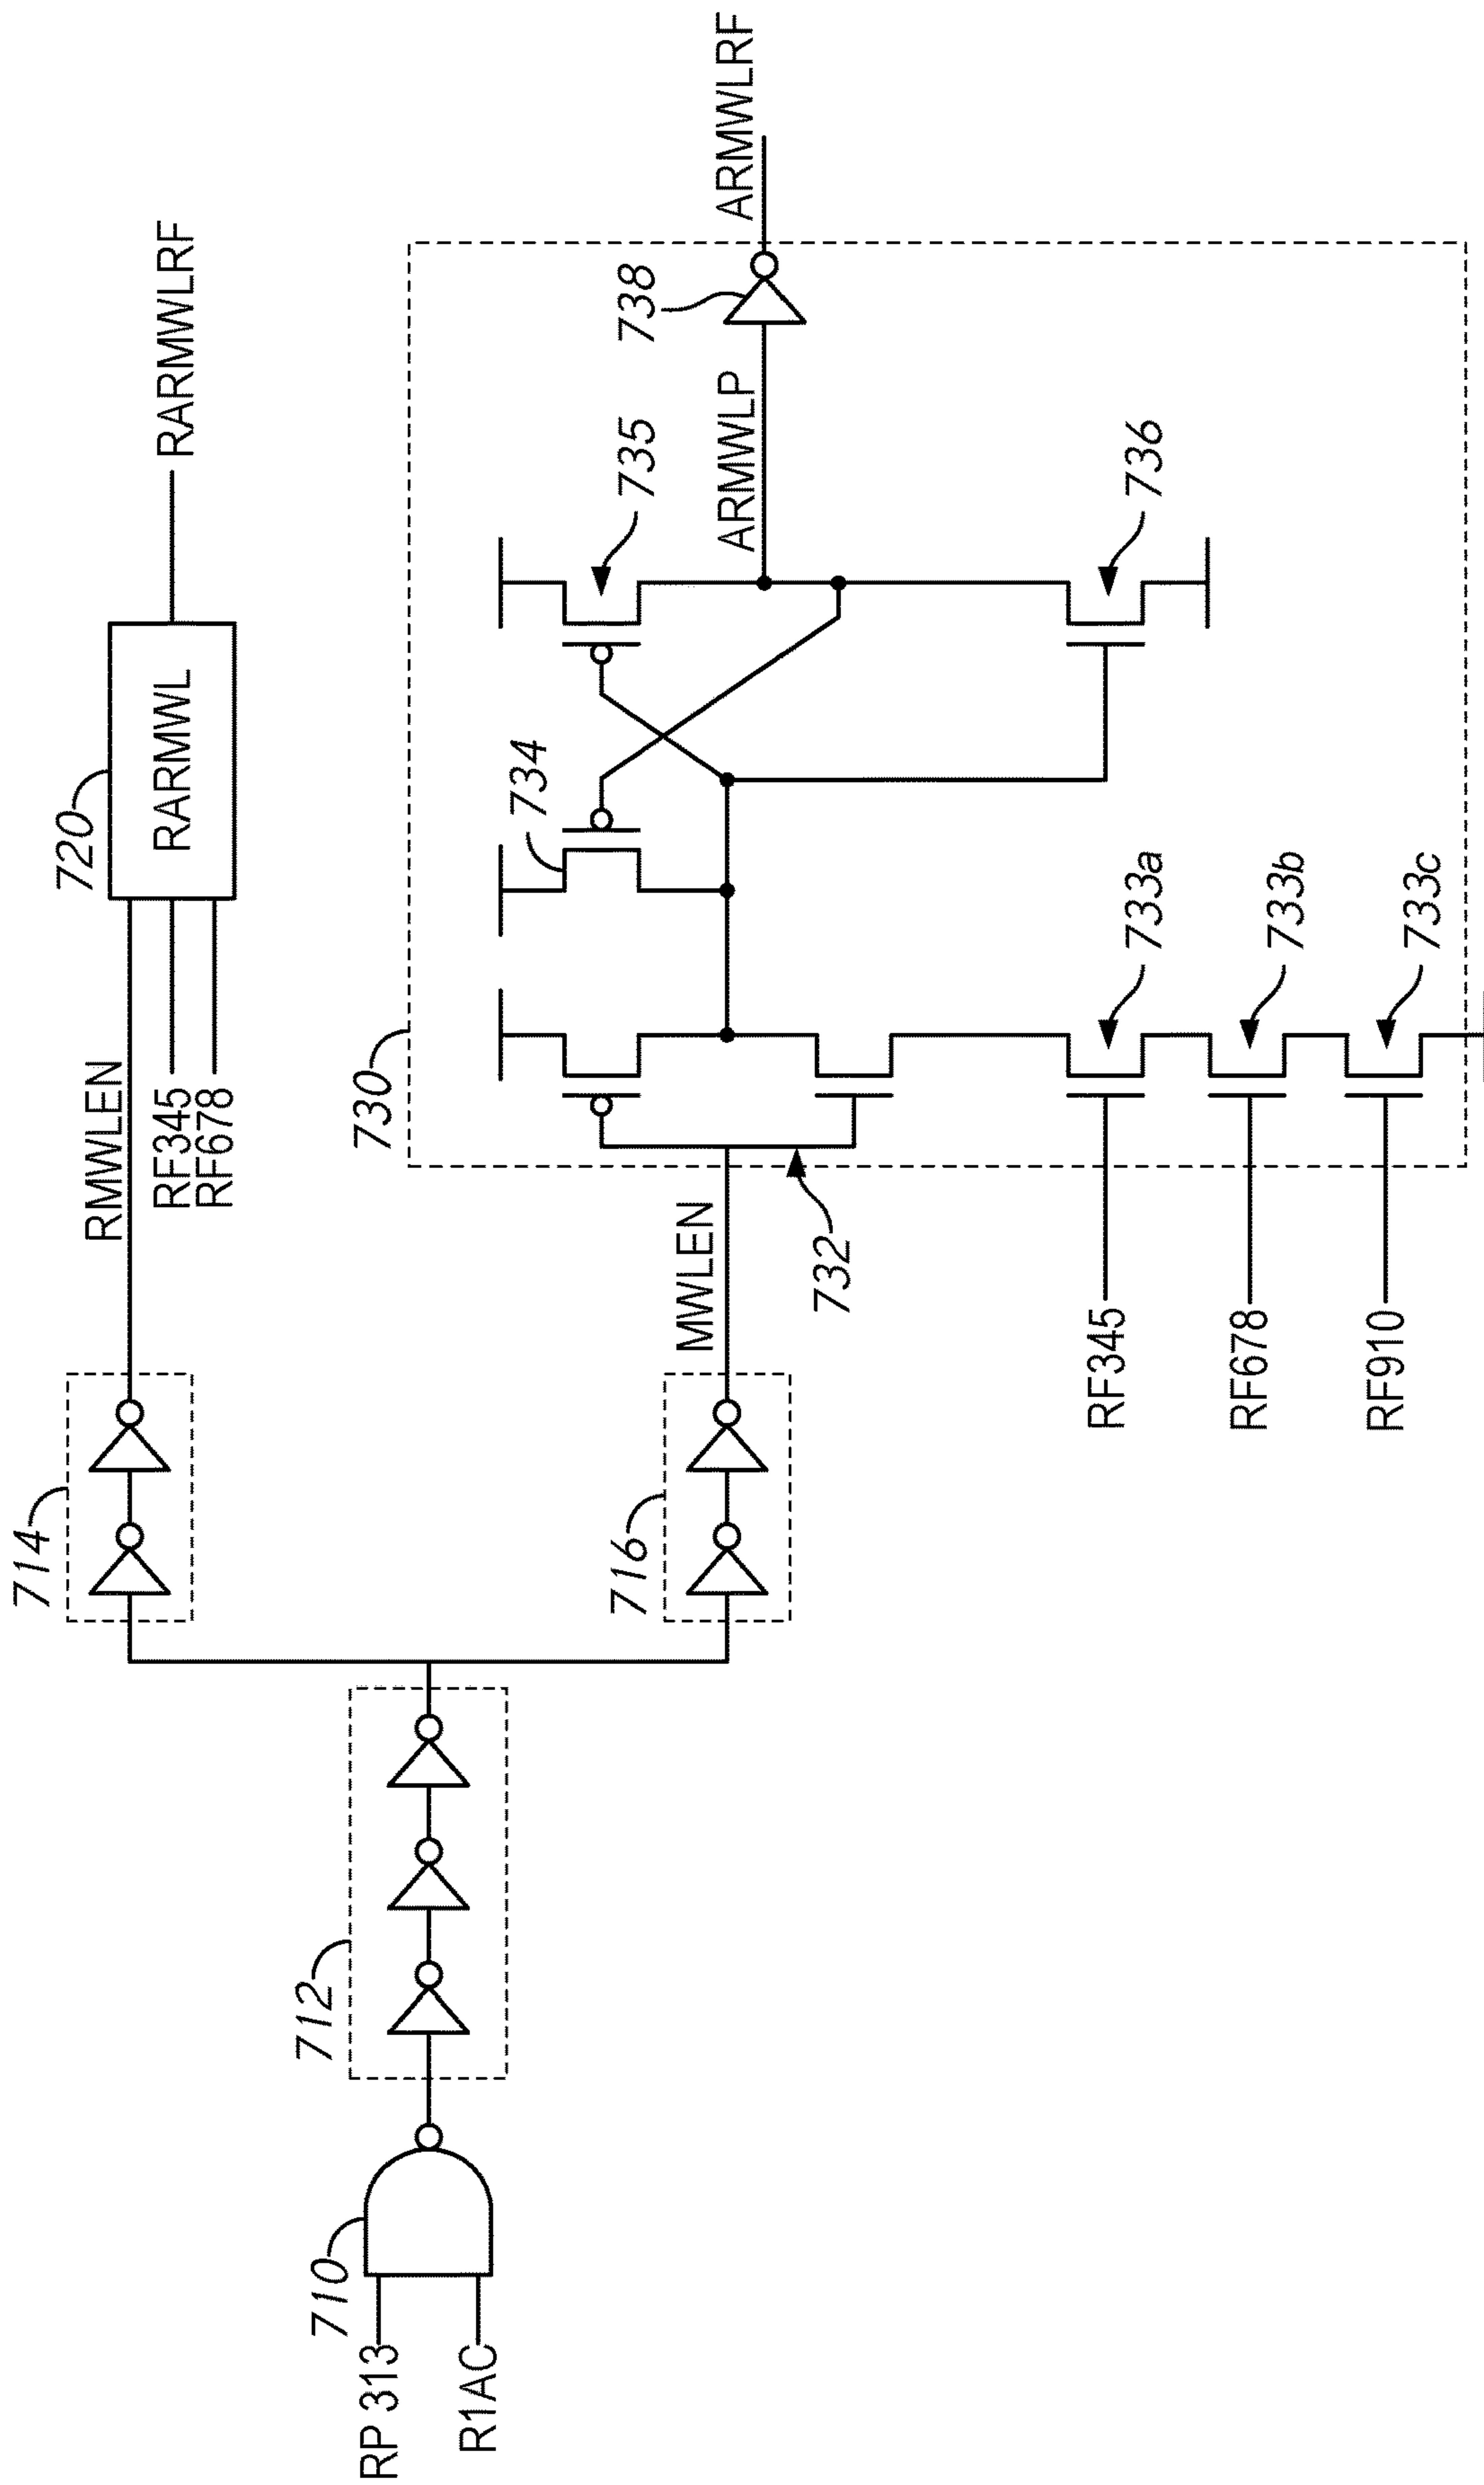 RP 313
R1AC
710
712
714
716
RMWLEN
RF345
RF678
720
RARMWL
RARMWLRF
MWLEN
730
732
RF345
RF678
RF910
733a
733b
733c
734
735
736
ARMWLP
738
ARMWLRF